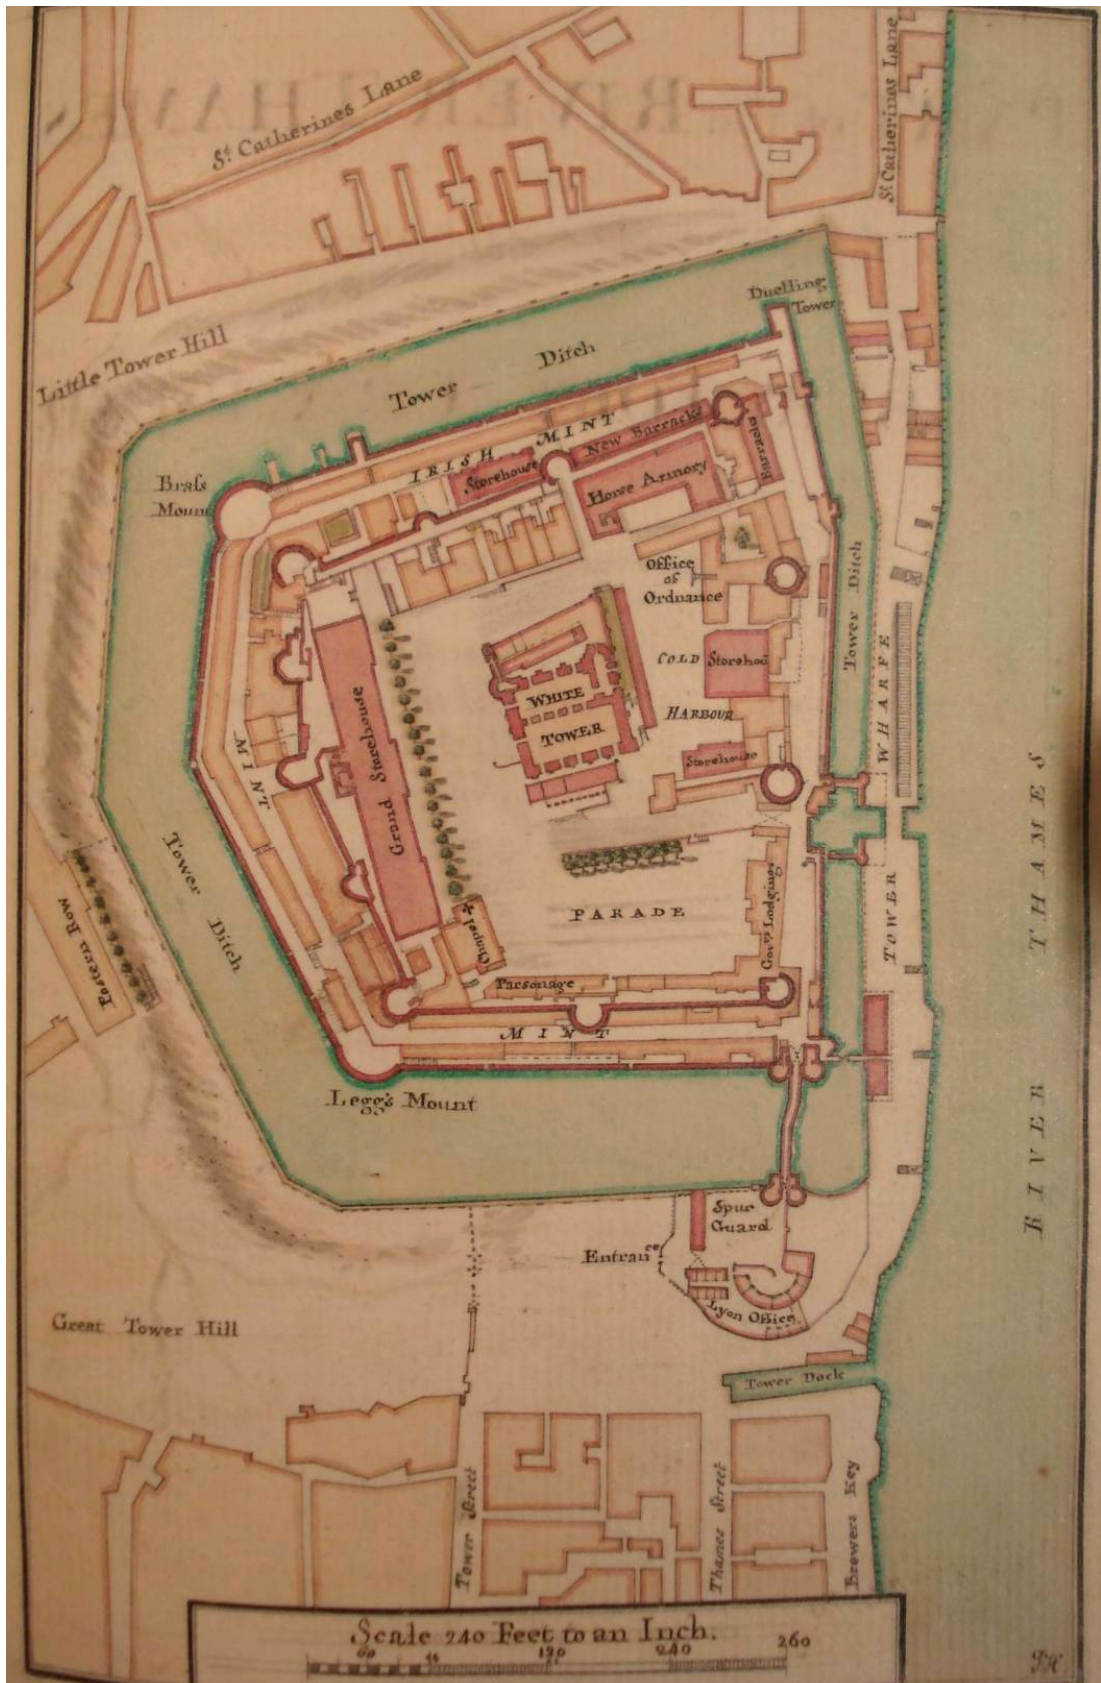 St. Catherines Lane
St. Catherines Lane
Little Tower Hill
Duelling
Tower
Tower Ditch
Brass
Mount
IRISH MINT
Storehouse
New Barracks
Barracks
Horse Armory
Office
of
Ordnance
Tower Ditch
COLD
HARBOUR
Storehou
Storehouse
WHITE
TOWER
Grand Storehouse
MINT
Tower Ditch
Eastern Row
TOWER WHARFE
RIVER THAMES
PARADE
Chapel
Govrs. Lodgings
Parsonage
MINT
Legg's Mount
Spur
Guard
Entrance
Lyon Office
Great Tower Hill
Tower Dock
Tower Street
Thames Street
Brewers Key
Scale 240 Feet to an Inch.
60 120 240 260